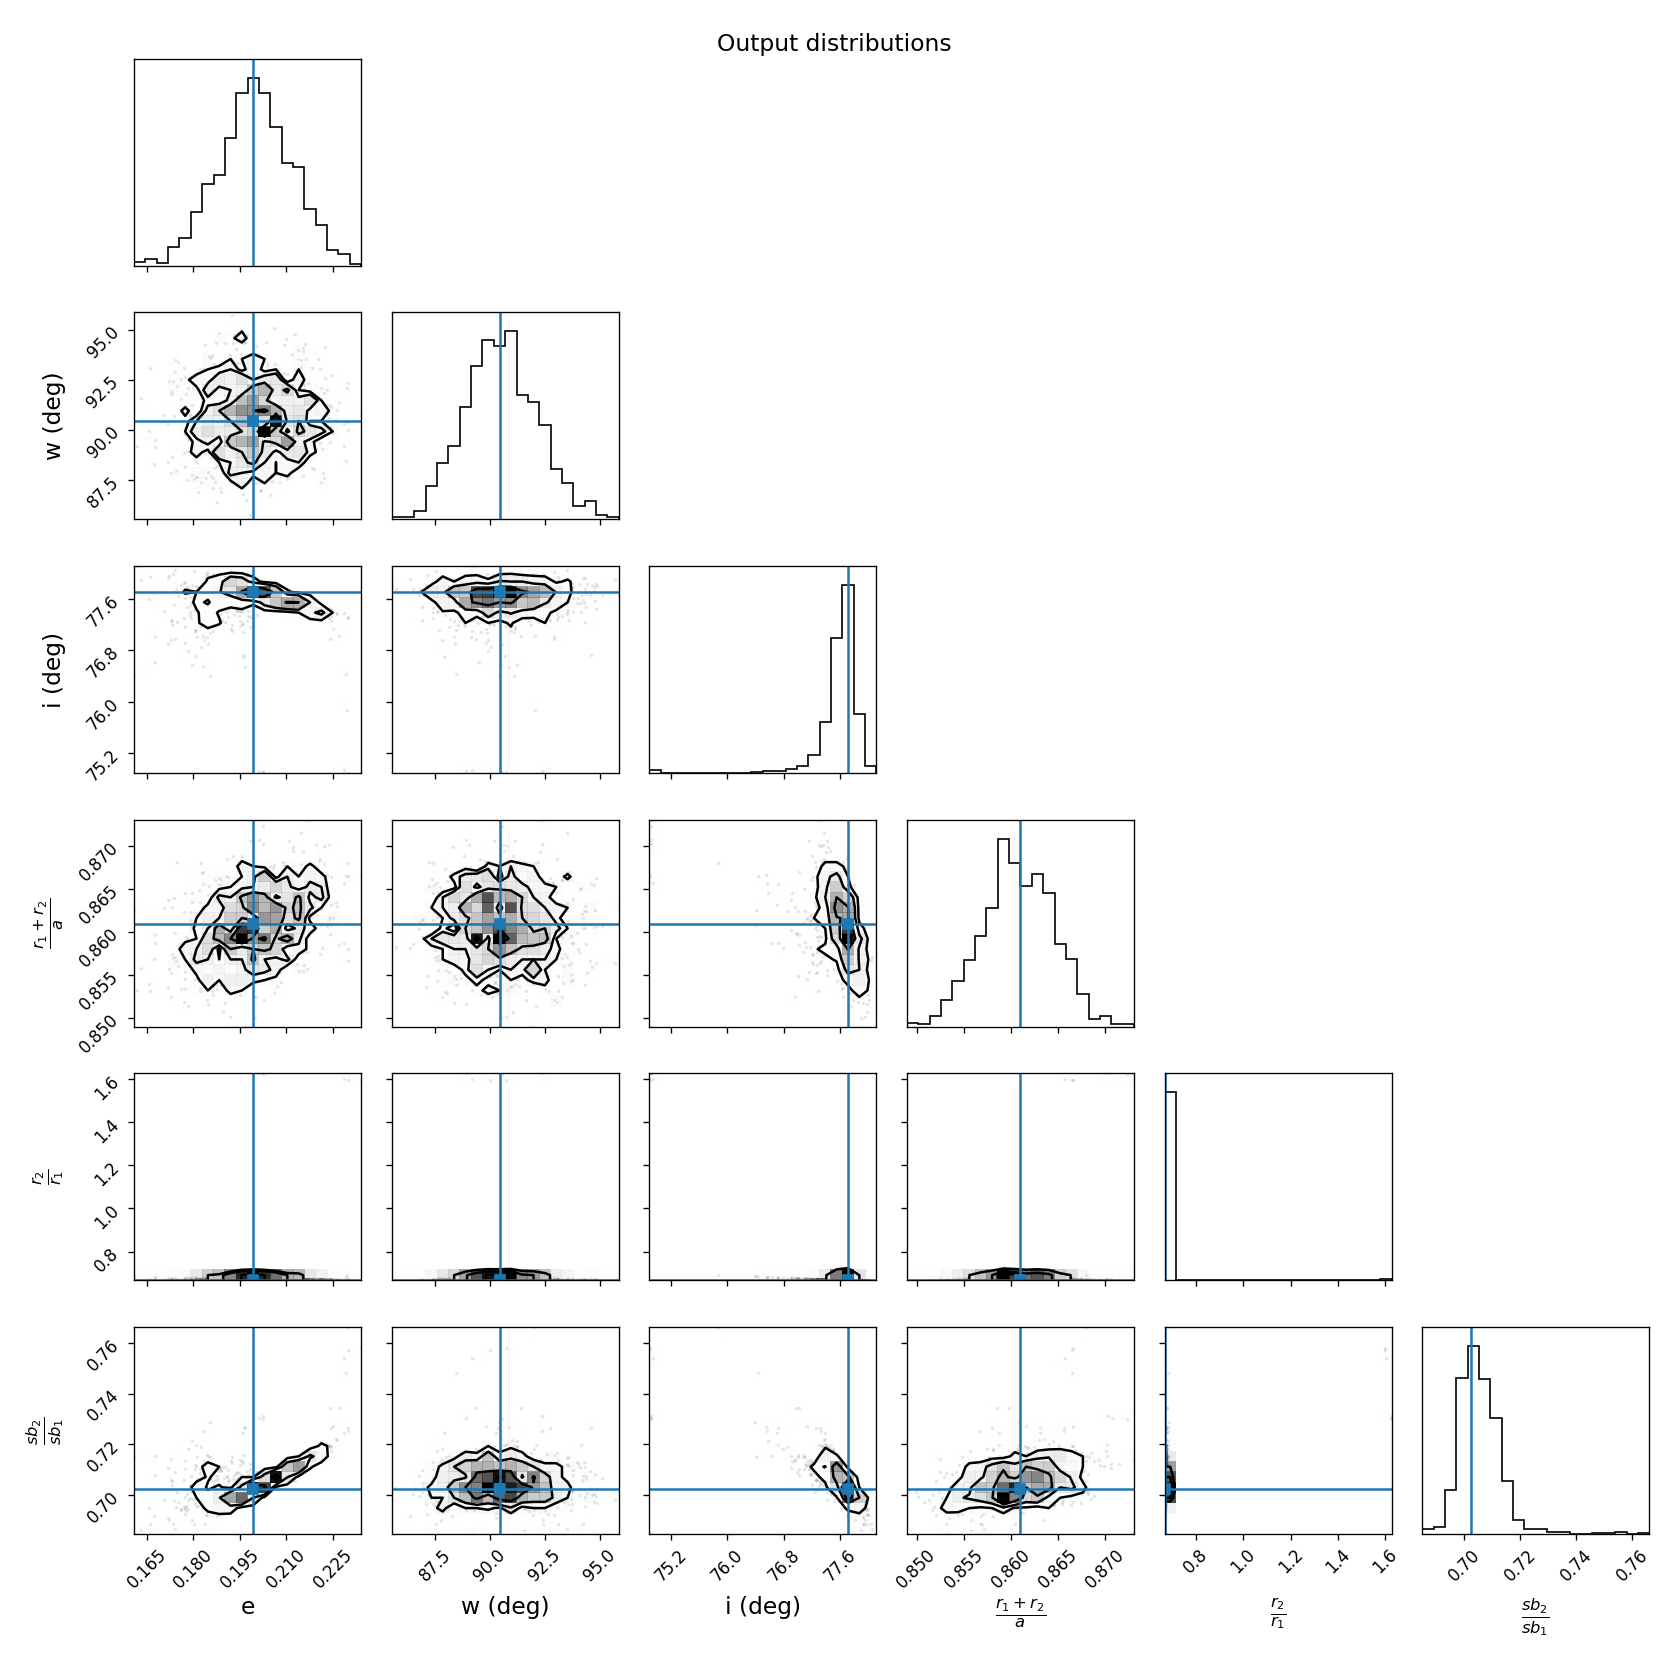 Output distributions
95.0
92.5
90.0
87.5
w (deg)
77.6
76.8
76.0
75.2
i (deg)
0.870
0.865
0.860
0.855
0.850
r₁ + r₂
a
1.6
1.4
1.2
1.0
0.8
r₂
r₁
0.76
0.74
0.72
0.70
sb₂
sb₁
0.165 0.180 0.195 0.210 0.225
87.5 90.0 92.5 95.0
75.2 76.0 76.8 77.6
0.850 0.855 0.860 0.865 0.870
0.8 1.0 1.2 1.4 1.6
0.70 0.72 0.74 0.76
e
w (deg)
i (deg)
r₁ + r₂
a
r₂
r₁
sb₂
sb₁